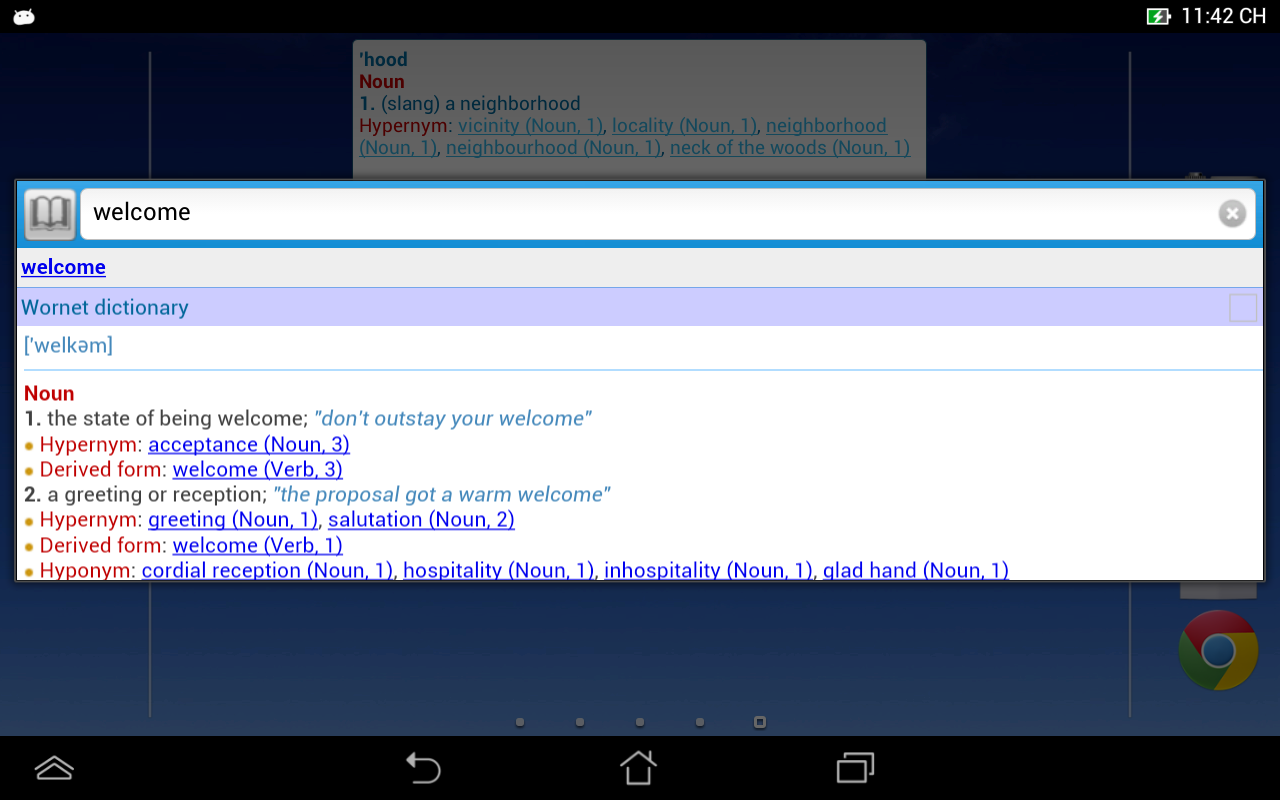 11:42 CH
'hood
Noun
1. (slang) a neighborhood
Hypernym: vicinity (Noun, 1), locality (Noun, 1), neighborhood
(Noun, 1), neighbourhood (Noun, 1), neck of the woods (Noun, 1)
welcome
welcome
Wornet dictionary
['welkəm]
Noun
1. the state of being welcome; "don't outstay your welcome"
• Hypernym: acceptance (Noun, 3)
• Derived form: welcome (Verb, 3)
2. a greeting or reception; "the proposal got a warm welcome"
• Hypernym: greeting (Noun, 1), salutation (Noun, 2)
• Derived form: welcome (Verb, 1)
• Hyponym: cordial reception (Noun, 1), hospitality (Noun, 1), inhospitality (Noun, 1), glad hand (Noun, 1)